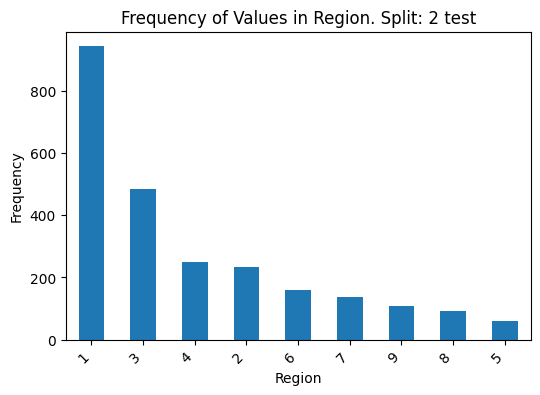 Frequency of Values in Region. Split: 2 test
Frequency
800
600
400
200
0
1 3 4 2 6 7 9 8 5
Region